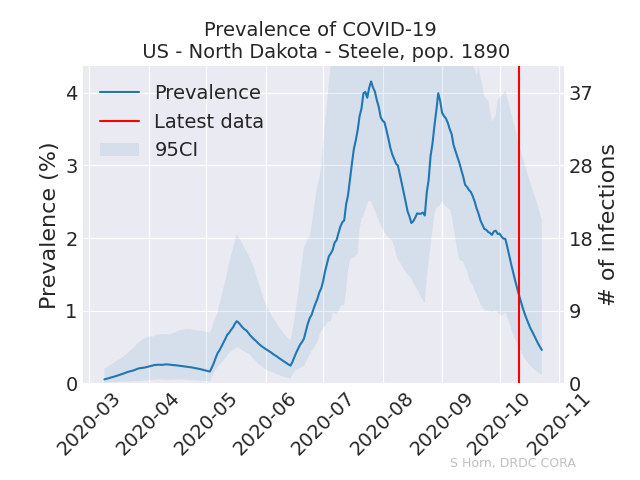 Prevalence of COVID-19
US - North Dakota - Steele, pop. 1890
Prevalence
Latest data
95CI
Prevalence (%)
4
3
2
1
0
# of infections
37
28
18
9
0
2020-03
2020-04
2020-05
2020-06
2020-07
2020-08
2020-09
2020-10
2020-11
S Horn, DRDC CORA